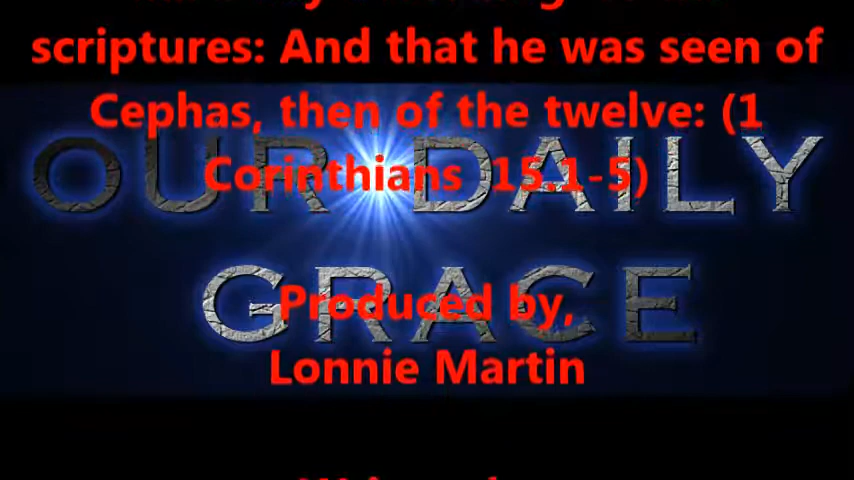 scriptures: And that he was seen of
Cephas, then of the twelve: (1
Corinthians 15.1-5)
OUR DAILY
GRACE
Produced by,
Lonnie Martin